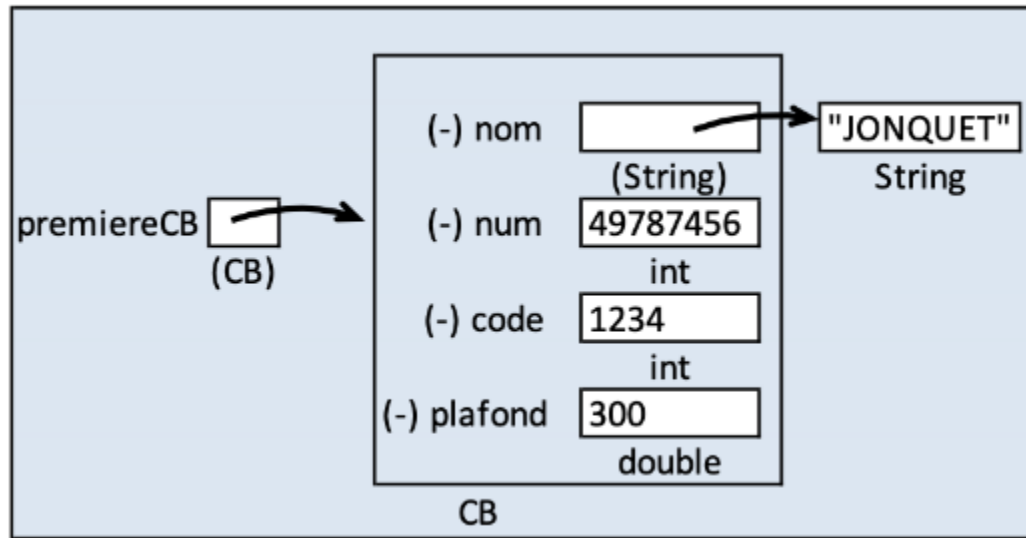 (-) nom
"JONQUET"
(String)
String
premiereCB
(-) num
49787456
(CB)
int
(-) code
1234
int
(-) plafond
300
double
CB